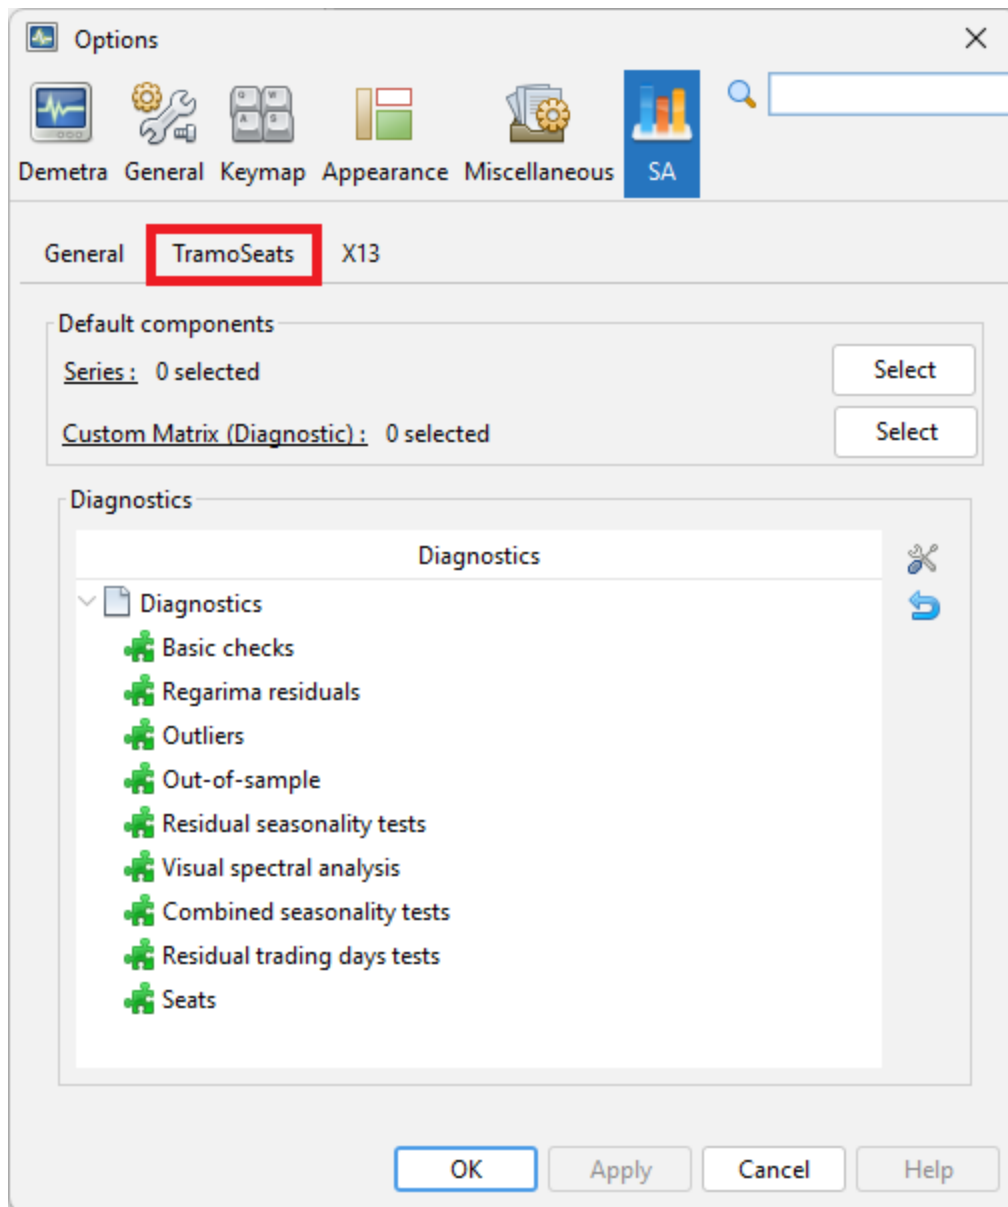 Options
Demetra General Keymap Appearance Miscellaneous SA
General TramoSeats X13
Default components
Series : 0 selected Select
Custom Matrix (Diagnostic) : 0 selected Select
Diagnostics
Diagnostics
Diagnostics
Basic checks
Regarima residuals
Outliers
Out-of-sample
Residual seasonality tests
Visual spectral analysis
Combined seasonality tests
Residual trading days tests
Seats
OK Apply Cancel Help